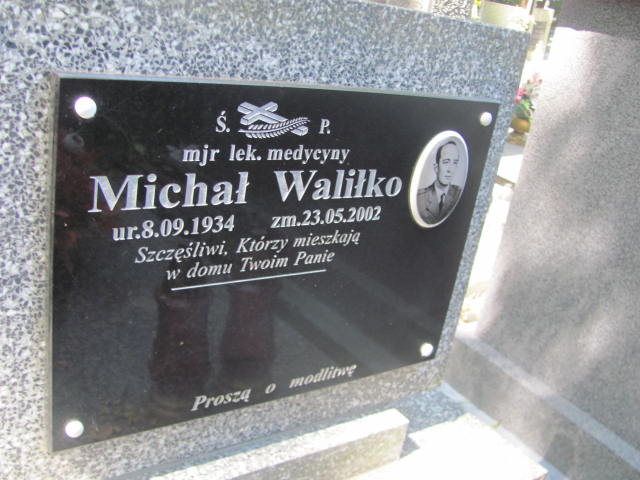 Ś. P.
mjr lek. medycyny
Michał Waliłko
ur.8.09.1934 zm.23.05.2002
Szczęśliwi, Którzy mieszkają
w domu Twoim Panie
Proszą o modlitwę